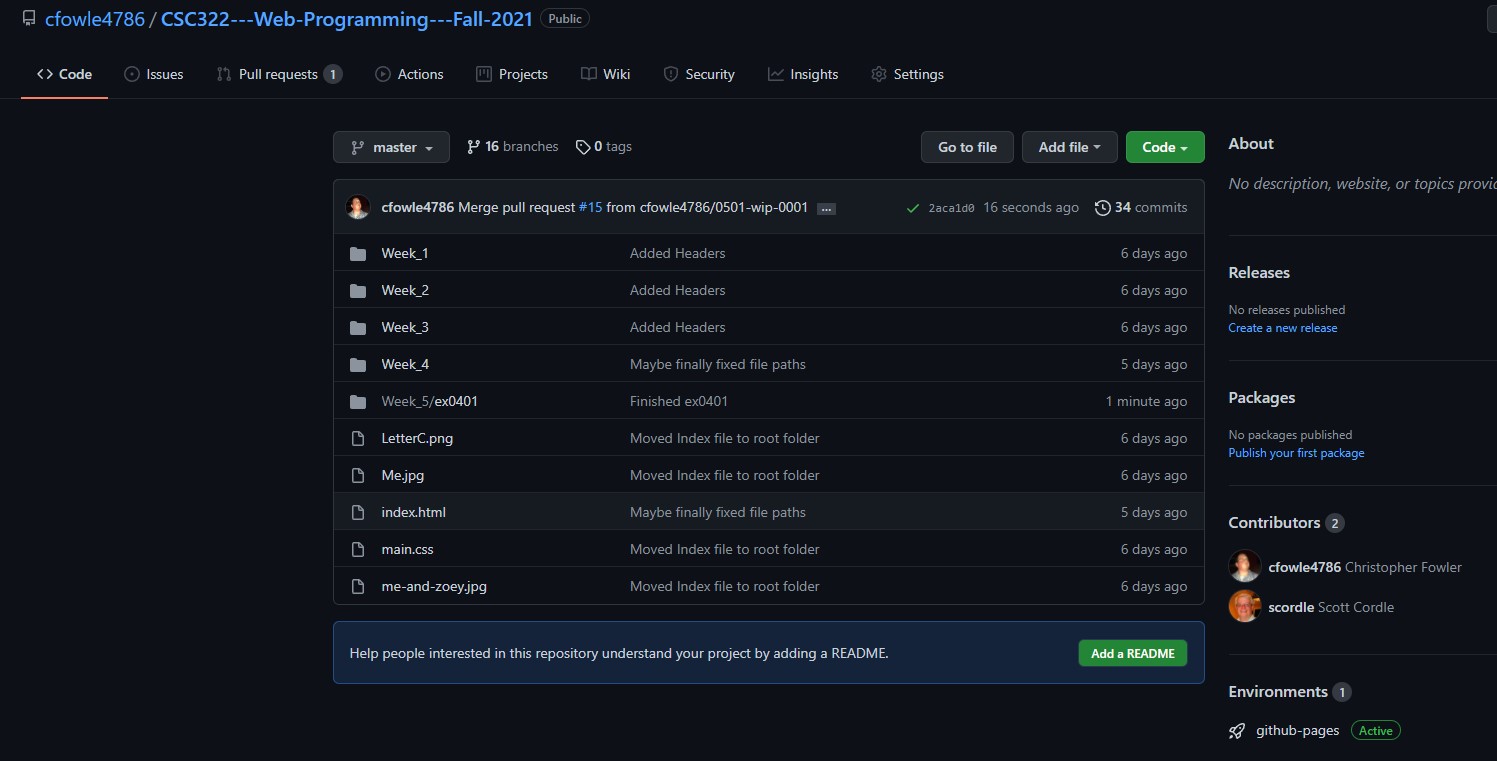 cfowle4786 / CSC322---Web-Programming---Fall-2021 Public
Code Issues Pull requests 1 Actions Projects Wiki Security Insights Settings
master 16 branches 0 tags Go to file Add file Code
cfowle4786 Merge pull request #15 from cfowle4786/0501-wip-0001 ... 2aca1d0 16 seconds ago 34 commits
Week_1 Added Headers 6 days ago
Week_2 Added Headers 6 days ago
Week_3 Added Headers 6 days ago
Week_4 Maybe finally fixed file paths 5 days ago
Week_5/ex0401 Finished ex0401 1 minute ago
LetterC.png Moved Index file to root folder 6 days ago
Me.jpg Moved Index file to root folder 6 days ago
index.html Maybe finally fixed file paths 5 days ago
main.css Moved Index file to root folder 6 days ago
me-and-zoey.jpg Moved Index file to root folder 6 days ago
Help people interested in this repository understand your project by adding a README. Add a README
About
No description, website, or topics provid
Releases
No releases published
Create a new release
Packages
No packages published
Publish your first package
Contributors 2
cfowle4786 Christopher Fowler
scordle Scott Cordle
Environments 1
github-pages Active